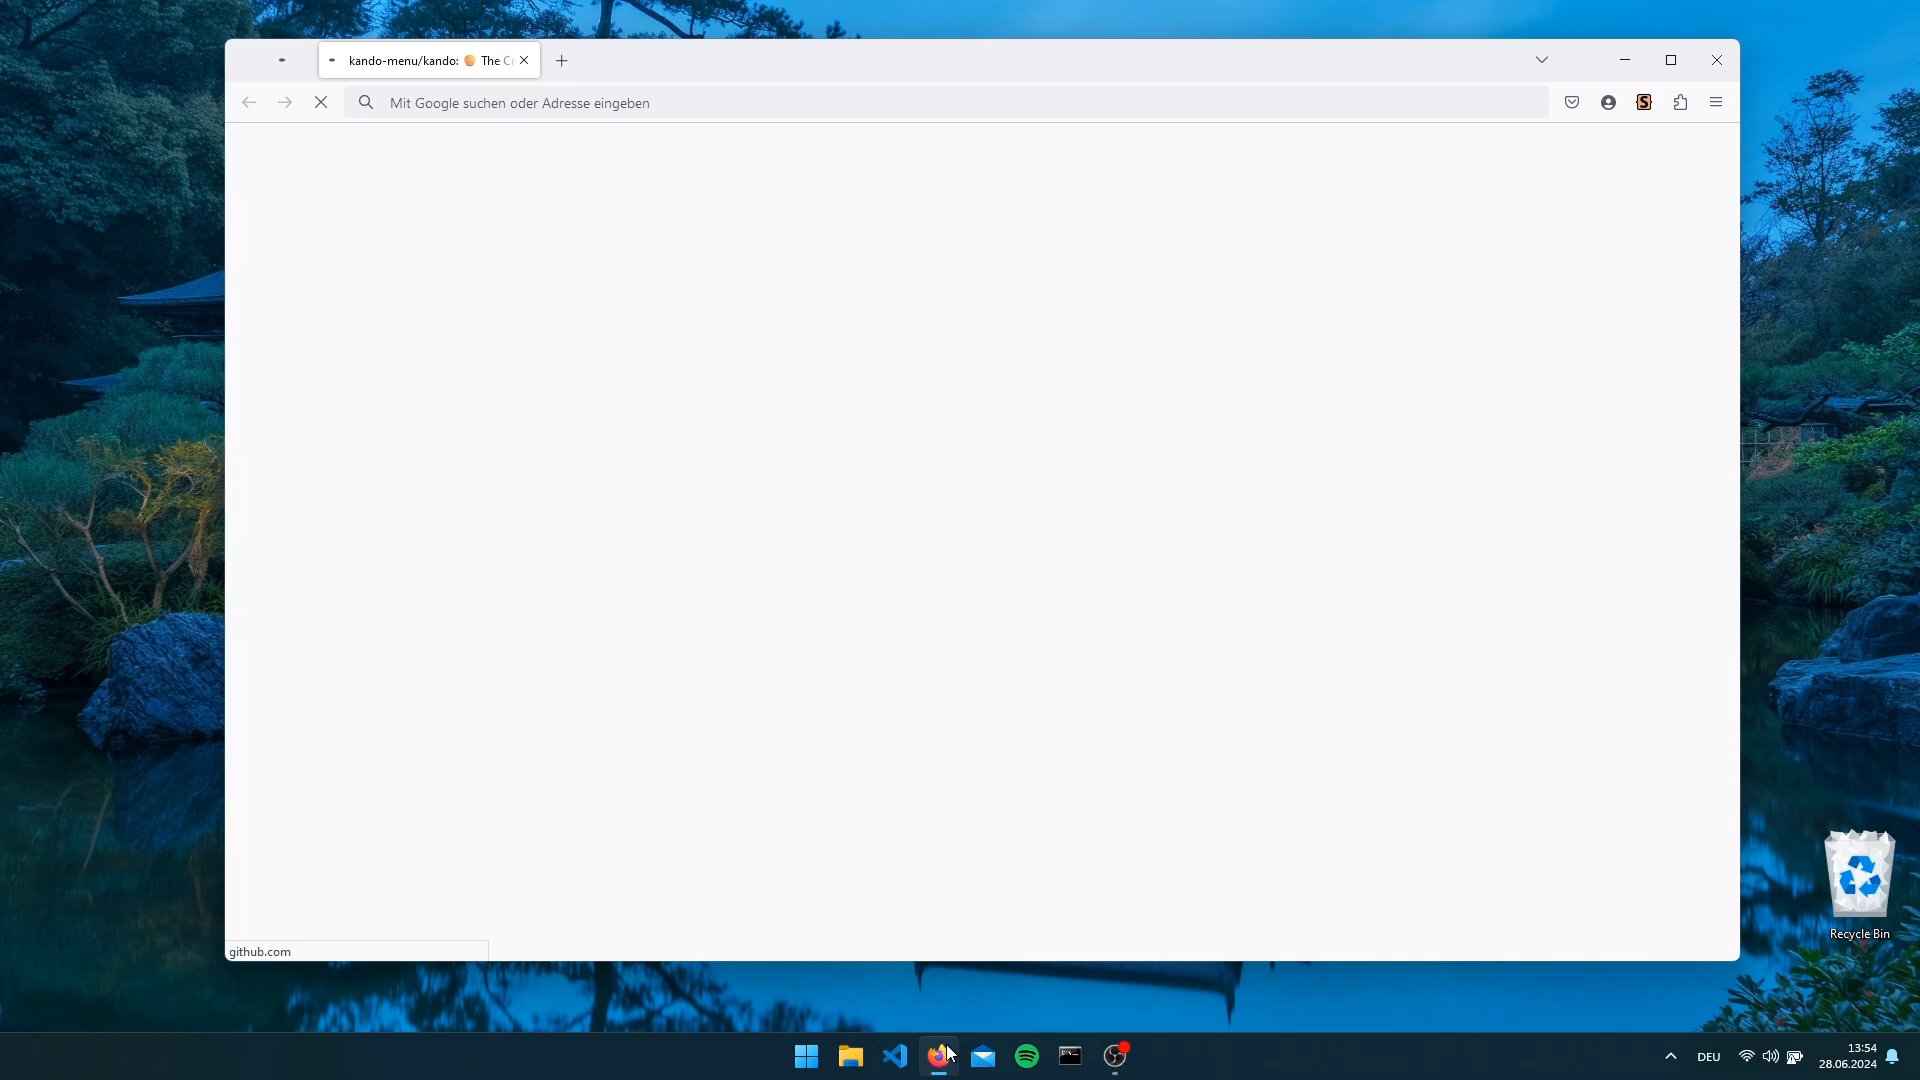 kando-menu/kando: The Cr
Mit Google suchen oder Adresse eingeben
S
github.com
Recycle Bin
DEU
13:54
28.06.2024